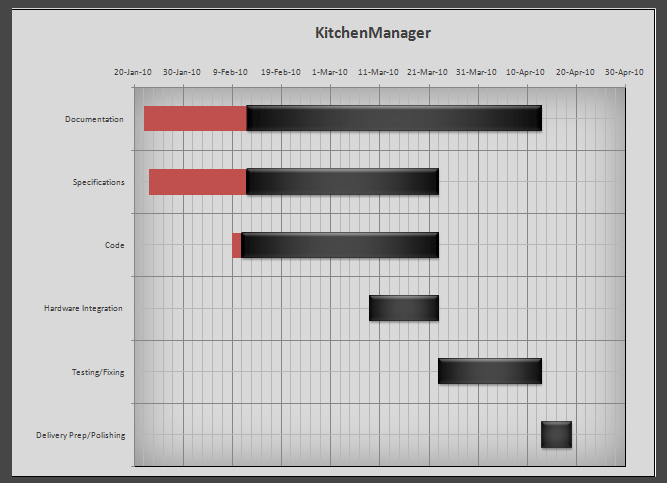 KitchenManager
20-Jan-10 30-Jan-10 9-Feb-10 19-Feb-10 1-Mar-10 11-Mar-10 21-Mar-10 31-Mar-10 10-Apr-10 20-Apr-10 30-Apr-10
Documentation
Specifications
Code
Hardware Integration
Testing/Fixing
Delivery Prep/Polishing